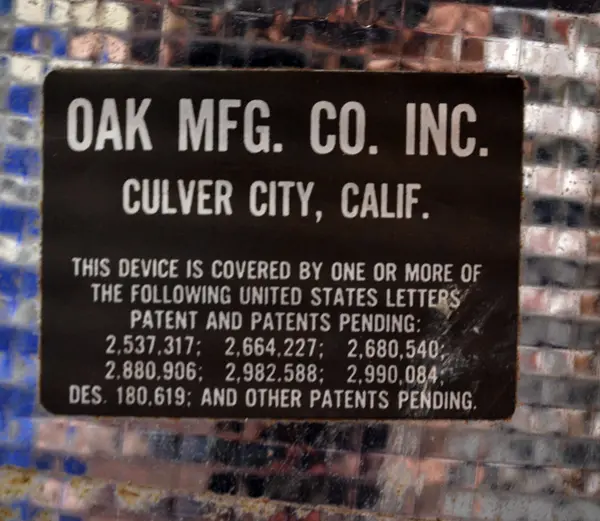 OAK MFG. CO. INC.
CULVER CITY, CALIF.
THIS DEVICE IS COVERED BY ONE OR MORE OF
THE FOLLOWING UNITED STATES LETTERS
PATENT AND PATENTS PENDING:
2,537,317; 2,664,227; 2,680,540;
2.880,906; 2,982.588; 2,990,084;
DES. 180,619; AND OTHER PATENTS PENDING.